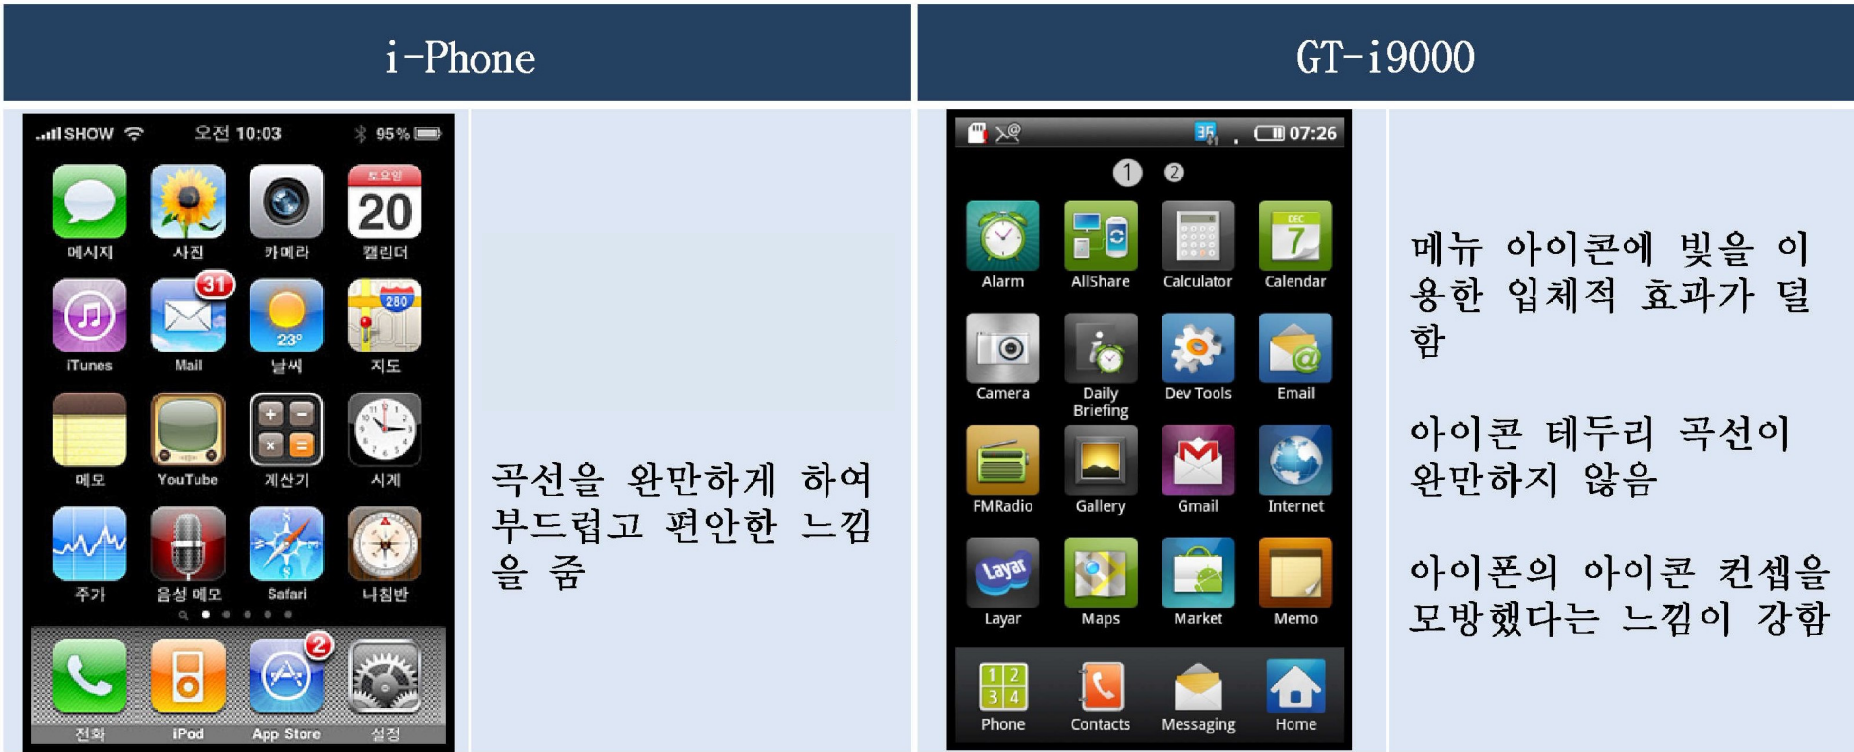 i-Phone
GT-i9000
SHOW 오전 10:03 95%
토요일
20
메시지 사진 카메라 캘린더
31
280
23°
iTunes Mail 날씨 지도
메모 YouTube 계산기 시계
주가 음성 메모 Safari 나침반
2
전화 iPod App Store 설정
곡선을 완만하게 하여
부드럽고 편안한 느낌
을 줌
35 07:26
1 2
DEC
7
Alarm AllShare Calculator Calendar
Camera Daily Briefing Dev Tools Email
FMRadio Gallery Gmail Internet
Layar
Layar Maps Market Memo
1 2
3 4
Phone Contacts Messaging Home
메뉴 아이콘에 빛을 이
용한 입체적 효과가 덜
함
아이콘 테두리 곡선이
완만하지 않음
아이폰의 아이콘 컨셉을
모방했다는 느낌이 강함